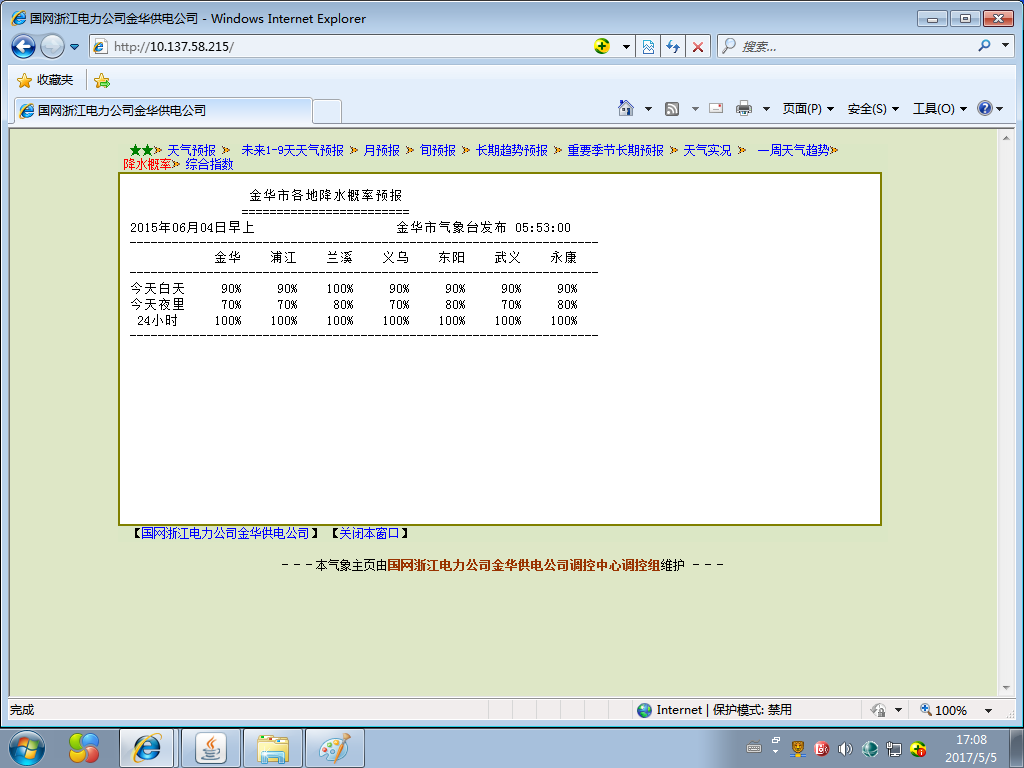 国网浙江电力公司金华供电公司 - Windows Internet Explorer
http://10.137.58.215/
搜索...
收藏夹
国网浙江电力公司金华供电公司
页面(P) 安全(S) 工具(O)
★★ 天气预报 未来1-9天天气预报 月预报 旬预报 长期趋势预报 重要季节长期预报 天气实况 一周天气趋势
降水概率 综合指数
金华市各地降水概率预报
========================
2015年06月04日早上 金华市气象台发布 05:53:00
-------------------------------------------------------------------
金华 浦江 兰溪 义乌 东阳 武义 永康
-------------------------------------------------------------------
今天白天 90% 90% 100% 90% 90% 90% 90%
今天夜里 70% 70% 80% 70% 80% 70% 80%
24小时 100% 100% 100% 100% 100% 100% 100%
-------------------------------------------------------------------
【国网浙江电力公司金华供电公司】 【关闭本窗口】
- - - 本气象主页由国网浙江电力公司金华供电公司调控中心调控组维护 - - -
完成
Internet | 保护模式: 禁用
100%
17:08
2017/5/5